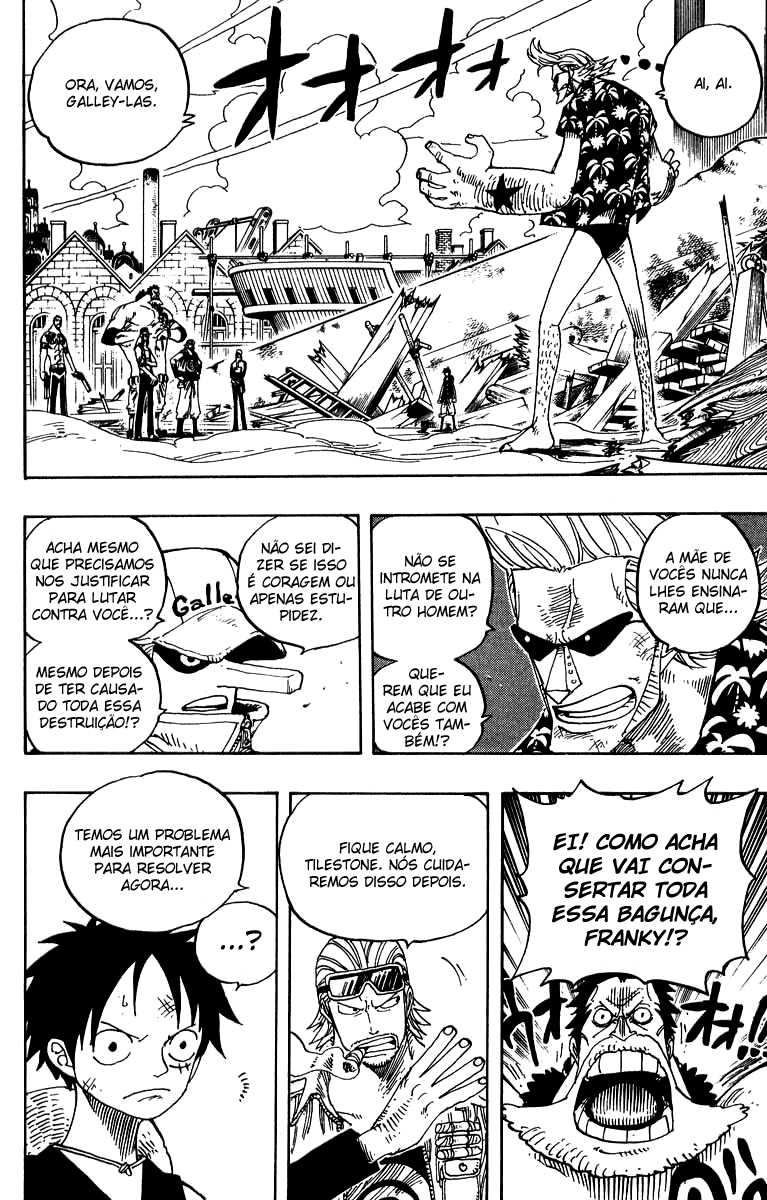 AI, AI.
ORA, VAMOS,
GALLEY-LAS.
オオオオ
A MÃE DE
VOCÊS NUNCA
LHES ENSINA-
RAM QUE...
NÃO SE
INTROMETE NA
LUTA DE OU-
TRO HOMEM?
QUE-
REM QUE EU
ACABE COM
VOCÊS TAM-
BÉM!?
NÃO SEI DI-
ZER SE ISSO
É CORAGEM OU
APENAS ESTU-
PIDEZ.
ACHA MESMO
QUE PRECISAMOS
NOS JUSTIFICAR
PARA LUTAR
CONTRA VOCÊ...?
Galle
MESMO DEPOIS
DE TER CAUSA-
DO TODA ESSA
DESTRUIÇÃO!?
EI! COMO ACHA
QUE VAI CON-
SERTAR TODA
ESSA BAGUNÇA,
FRANKY!?
FIQUE CALMO,
TILESTONE. NÓS CUIDA-
REMOS DISSO DEPOIS.
TEMOS UM PROBLEMA
MAIS IMPORTANTE
PARA RESOLVER
AGORA...
...?